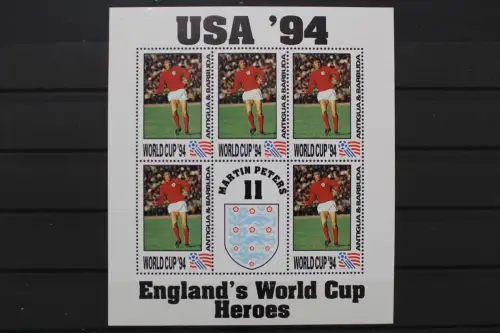 USA '94
WORLD CUP '94
ANTIGUA & BARBUDA
WORLD CUP '94
ANTIGUA & BARBUDA
WORLD CUP '94
ANTIGUA & BARBUDA
WORLD CUP '94
ANTIGUA & BARBUDA
MARTIN PETERS
11
WORLD CUP '94
ANTIGUA & BARBUDA
England's World Cup
Heroes